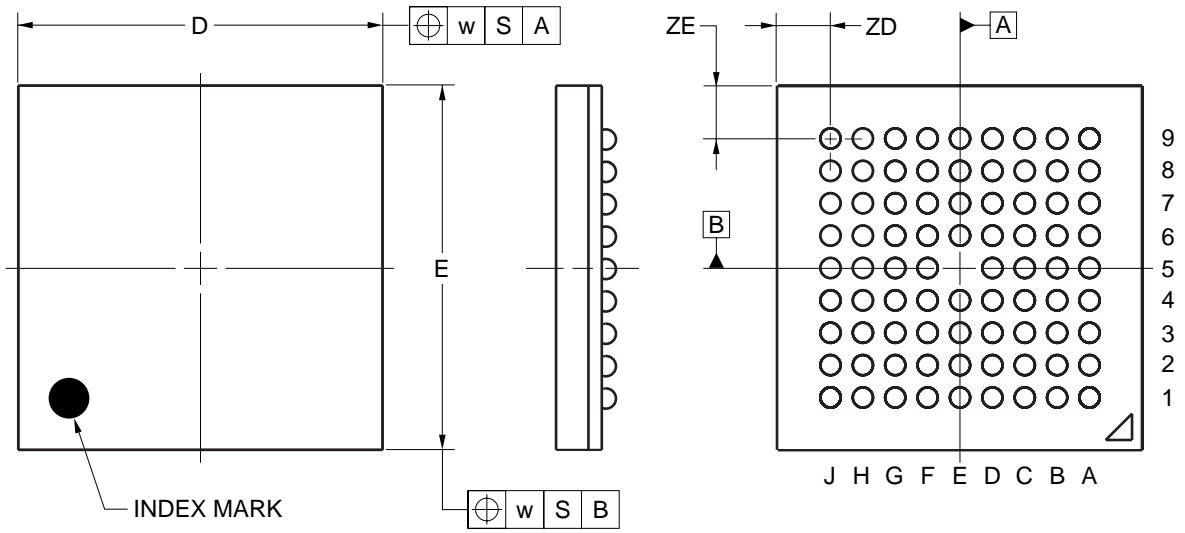 D
⌖ w S A
ZE
ZD
A
B
E
9
8
7
6
5
4
3
2
1
J H G F E D C B A
INDEX MARK
⌖ w S B